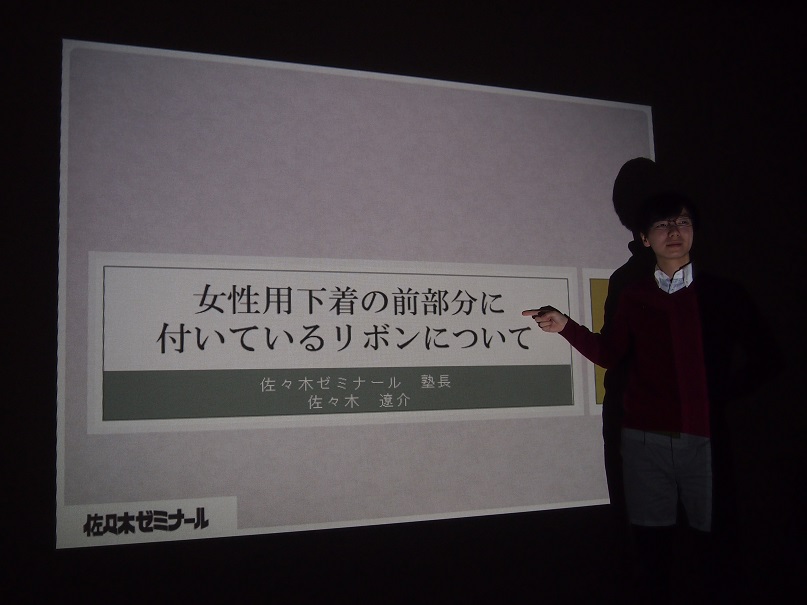 女性用下着の前部分に
付いているリボンについて
佐々木ゼミナール 塾長
佐々木 遼介
佐々木ゼミナール